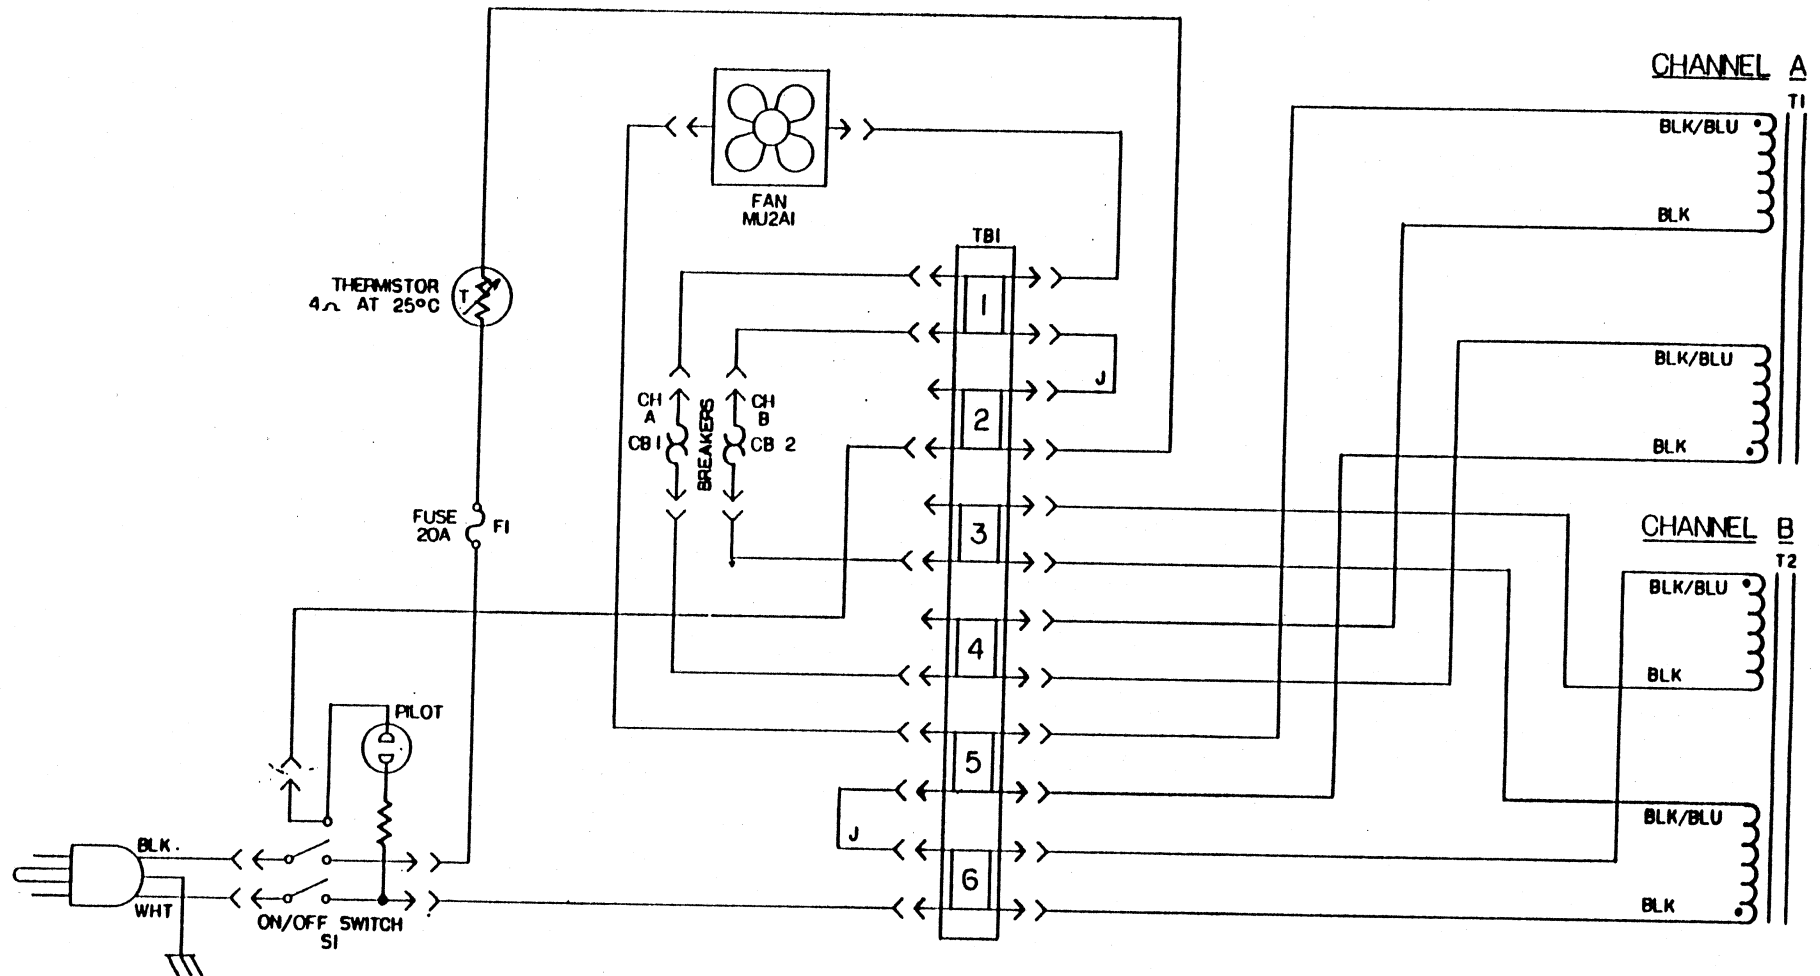 CHANNEL A
T1
BLK/BLU
BLK
BLK/BLU
BLK
FAN
MU2A1
TB1
THERMISTOR
4Ω AT 25°C
T
1
J
2
CH
A
CB1
BREAKERS
CH
B
CB 2
FUSE
20A
F1
3
CHANNEL B
T2
BLK/BLU
BLK
4
PILOT
5
J
6
BLK/BLU
BLK
BLK.
WHT
ON/OFF SWITCH
S1